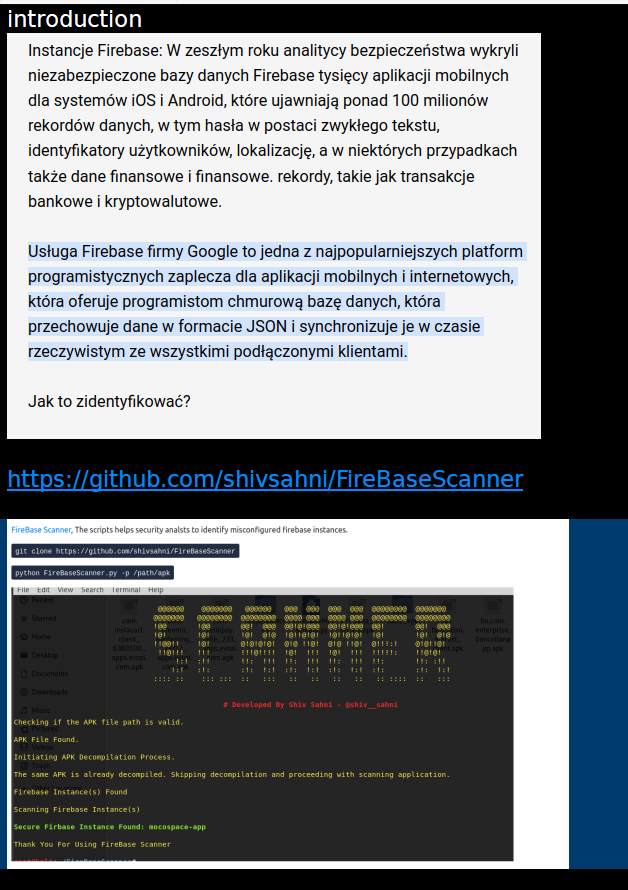 introduction
Instancje Firebase: W zeszłym roku analitycy bezpieczeństwa wykryli
niezabezpieczone bazy danych Firebase tysięcy aplikacji mobilnych
dla systemów iOS i Android, które ujawniają ponad 100 milionów
rekordów danych, w tym hasła w postaci zwykłego tekstu,
identyfikatory użytkowników, lokalizację, a w niektórych przypadkach
także dane finansowe i finansowe. rekordy, takie jak transakcje
bankowe i kryptowalutowe.
Usługa Firebase firmy Google to jedna z najpopularniejszych platform
programistycznych zaplecza dla aplikacji mobilnych i internetowych,
która oferuje programistom chmurową bazę danych, która
przechowuje dane w formacie JSON i synchronizuje je w czasie
rzeczywistym ze wszystkimi podłączonymi klientami.
Jak to zidentyfikować?
https://github.com/shivsahni/FireBaseScanner
FireBase Scanner, The scripts helps security analsts to identify misconfigured firebase instances.
git clone https://github.com/shivsahni/FireBaseScanner
python FireBaseScanner.py -p /path/apk
File Edit View Search Terminal Help
Recent
Starred
Home
Desktop
Documents
Downloads
Music
Pictures
Videos
Trash
# Developed By Shiv Sahni - @shiv__sahni
Checking if the APK file path is valid.
APK File Found.
Initiating APK Decompilation Process.
The same APK is already decompiled. Skipping decompilation and proceeding with scanning application.
Firebase Instance(s) Found
Scanning Firebase Instance(s)
Secure Firbase Instance Found: mocospace-app
Thank You For Using FireBase Scanner